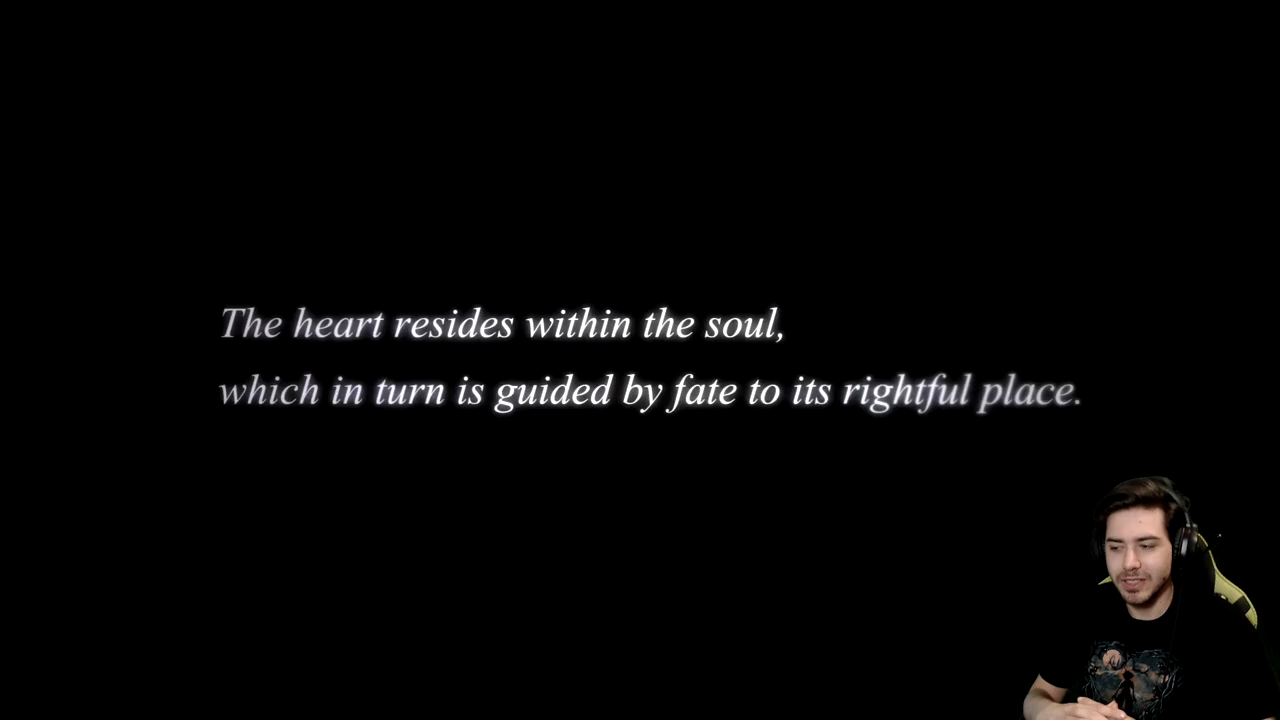 The heart resides within the soul,
which in turn is guided by fate to its rightful place.